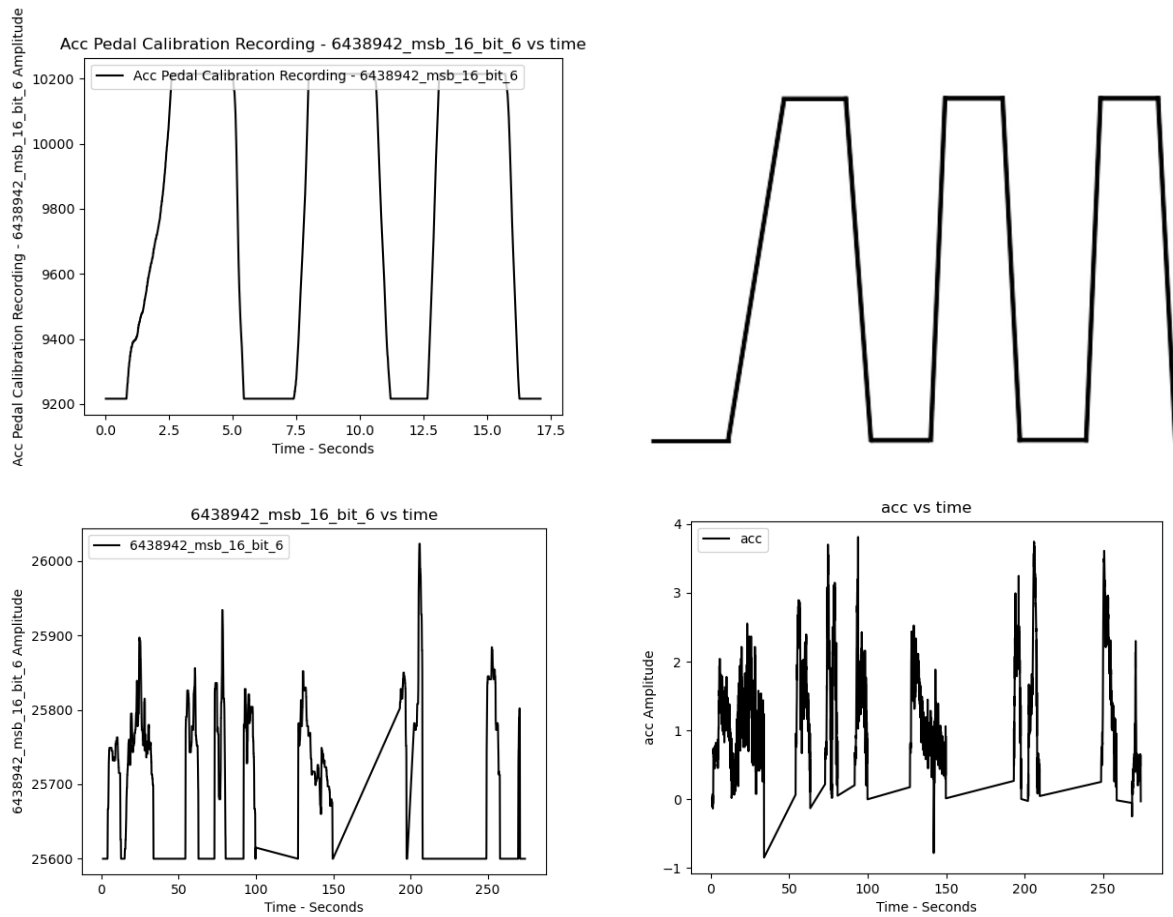 Acc Pedal Calibration Recording - 6438942_msb_16_bit_6 vs time
Acc Pedal Calibration Recording - 6438942_msb_16_bit_6 Amplitude
Acc Pedal Calibration Recording - 6438942_msb_16_bit_6
10200
10000
9800
9600
9400
9200
0.0 2.5 5.0 7.5 10.0 12.5 15.0 17.5
Time - Seconds
6438942_msb_16_bit_6 vs time
6438942_msb_16_bit_6 Amplitude
6438942_msb_16_bit_6
26000
25900
25800
25700
25600
0 50 100 150 200 250
Time - Seconds
acc vs time
acc Amplitude
acc
4
3
2
1
0
−1
0 50 100 150 200 250
Time - Seconds